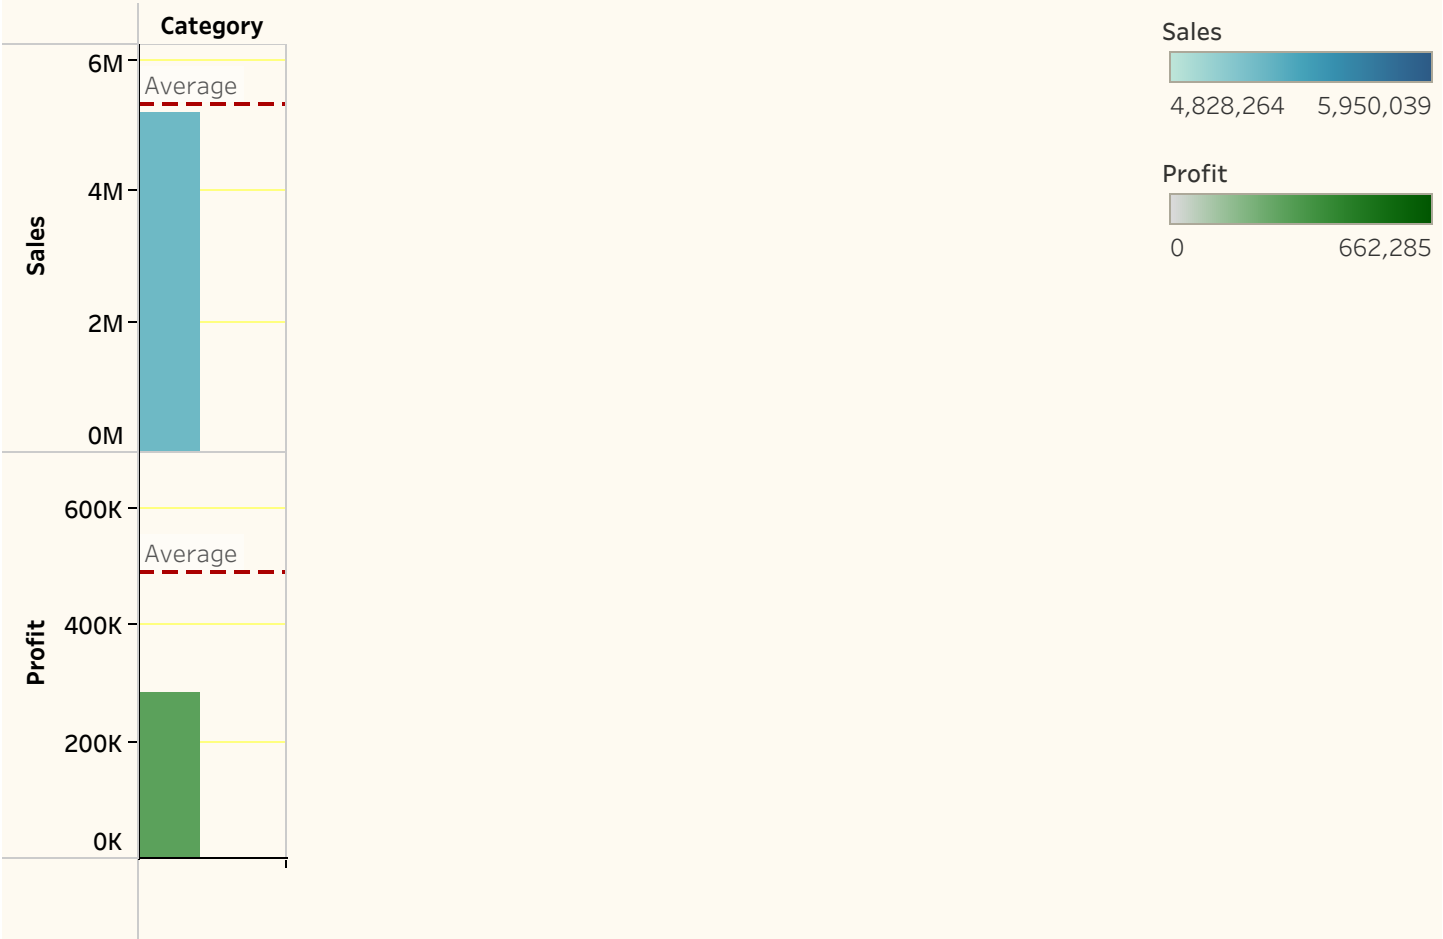 Category
6M
Average
4M
Sales
2M
0M
600K
Average
400K
Profit
200K
0K
Sales
4,828,264 5,950,039
Profit
0 662,285